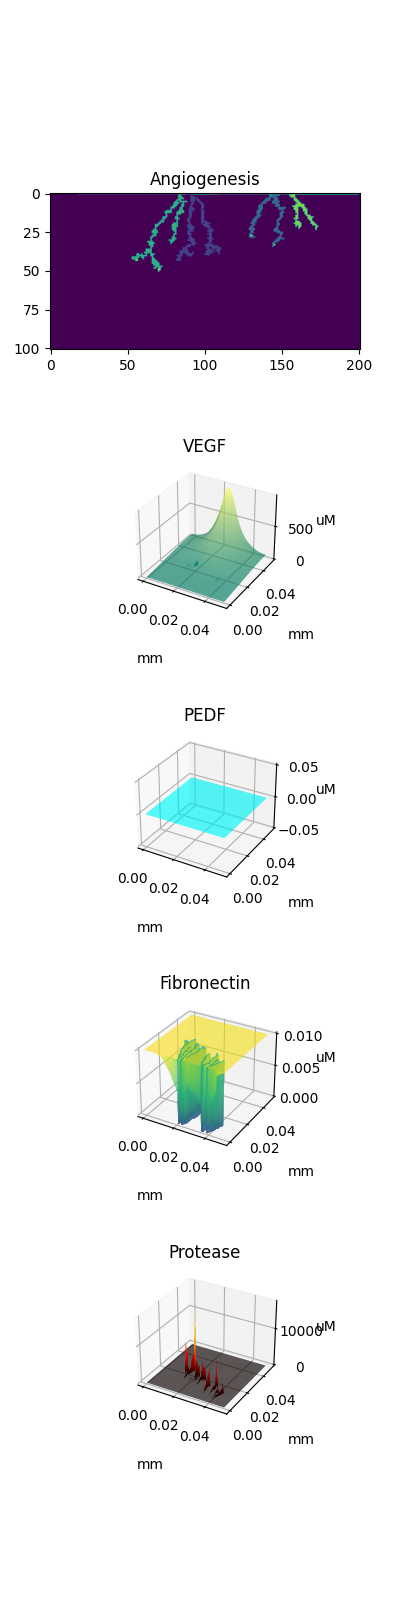 Angiogenesis
0
25
50
75
100
0 50 100 150 200
VEGF
500 uM
0
0.04
0.00 0.02
0.02
0.04 0.00
mm
mm
PEDF
0.05
0.00 uM
−0.05
0.04
0.00 0.02
0.02
0.04 0.00
mm
mm
Fibronectin
0.010
uM
0.005
0.000
0.04
0.00 0.02
0.02
0.04 0.00
mm
mm
Protease
10000 uM
0
0.04
0.00 0.02
0.02
0.04 0.00
mm
mm